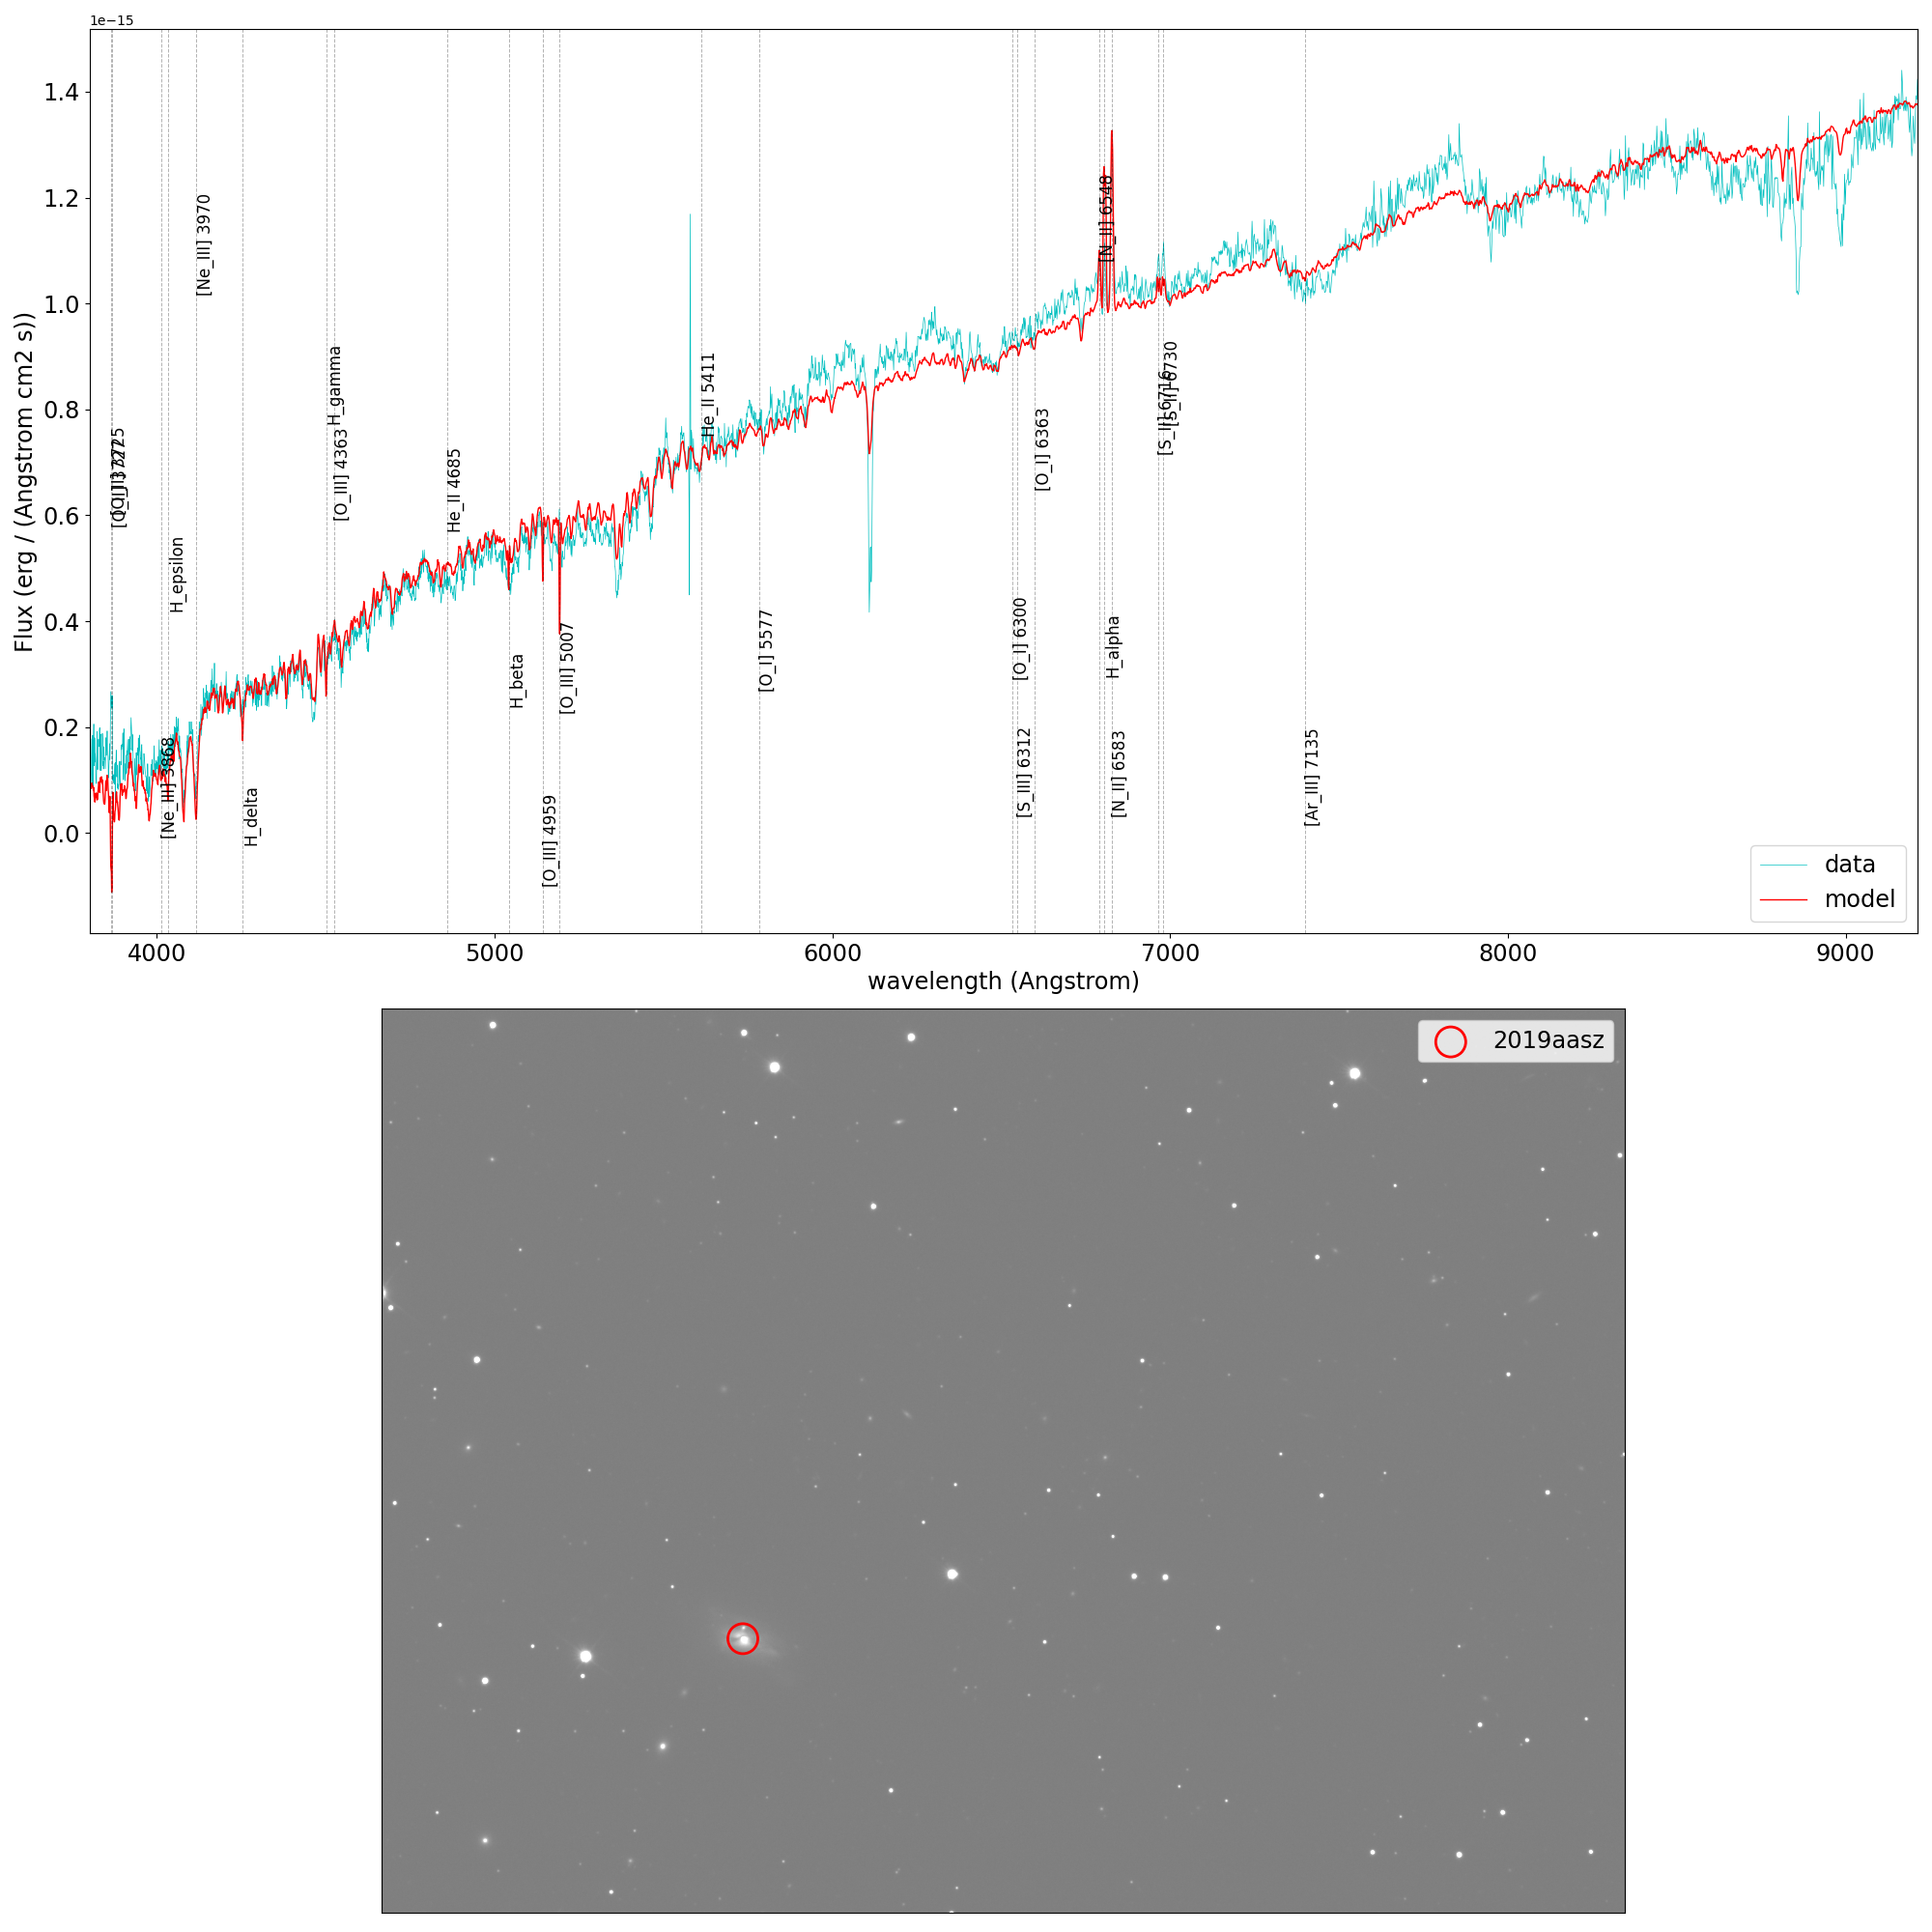 1e−15
1.4
1.2
1.0
0.8
0.6
0.4
0.2
0.0
Flux (erg / (Angstrom cm2 s))
[Ne_III] 3868
H_epsilon
[Ne_III] 3970
H_delta
H_gamma
[O_III] 4363
He_II 4685
H_beta
[O_III] 4959
[O_III] 5007
He_II 5411
[O_I] 5577
[O_I] 6300
[S_III] 6312
[O_I] 6363
[N_II] 6548
H_alpha
[N_II] 6583
[S_II] 6716
[S_II] 6730
[Ar_III] 7135
data
model
4000 5000 6000 7000 8000 9000
wavelength (Angstrom)
2019aasz